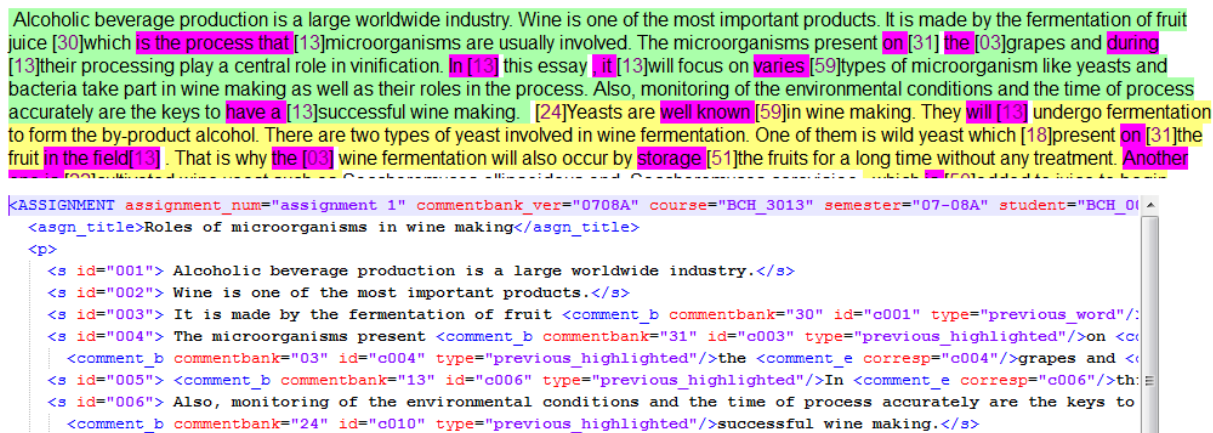 Alcoholic beverage production is a large worldwide industry. Wine is one of the most important products. It is made by the fermentation of fruit
juice [30]which is the process that [13]microorganisms are usually involved. The microorganisms present on [31] the [03]grapes and during
[13]their processing play a central role in vinification. In [13] this essay , it [13]will focus on varies [59]types of microorganism like yeasts and
bacteria take part in wine making as well as their roles in the process. Also, monitoring of the environmental conditions and the time of process
accurately are the keys to have a [13]successful wine making. [24]Yeasts are well known [59]in wine making. They will [13] undergo fermentation
to form the by-product alcohol. There are two types of yeast involved in wine fermentation. One of them is wild yeast which [18]present on [31]the
fruit in the field[13] . That is why the [03] wine fermentation will also occur by storage [51]the fruits for a long time without any treatment. Another
<ASSIGNMENT assignment_num="assignment 1" commentbank_ver="0708A" course="BCH_3013" semester="07-08A" student="BCH_00
<asgn_title>Roles of microorganisms in wine making</asgn_title>
<p>
<s id="001"> Alcoholic beverage production is a large worldwide industry.</s>
<s id="002"> Wine is one of the most important products.</s>
<s id="003"> It is made by the fermentation of fruit <comment_b commentbank="30" id="c001" type="previous_word"/>
<s id="004"> The microorganisms present <comment_b commentbank="31" id="c003" type="previous_highlighted"/>on <c
<comment_b commentbank="03" id="c004" type="previous_highlighted"/>the <comment_e corresp="c004"/>grapes and <c
<s id="005"> <comment_b commentbank="13" id="c006" type="previous_highlighted"/>In <comment_e corresp="c006"/>th
<s id="006"> Also, monitoring of the environmental conditions and the time of process accurately are the keys to
<comment_b commentbank="24" id="c010" type="previous_highlighted"/>successful wine making.</s>